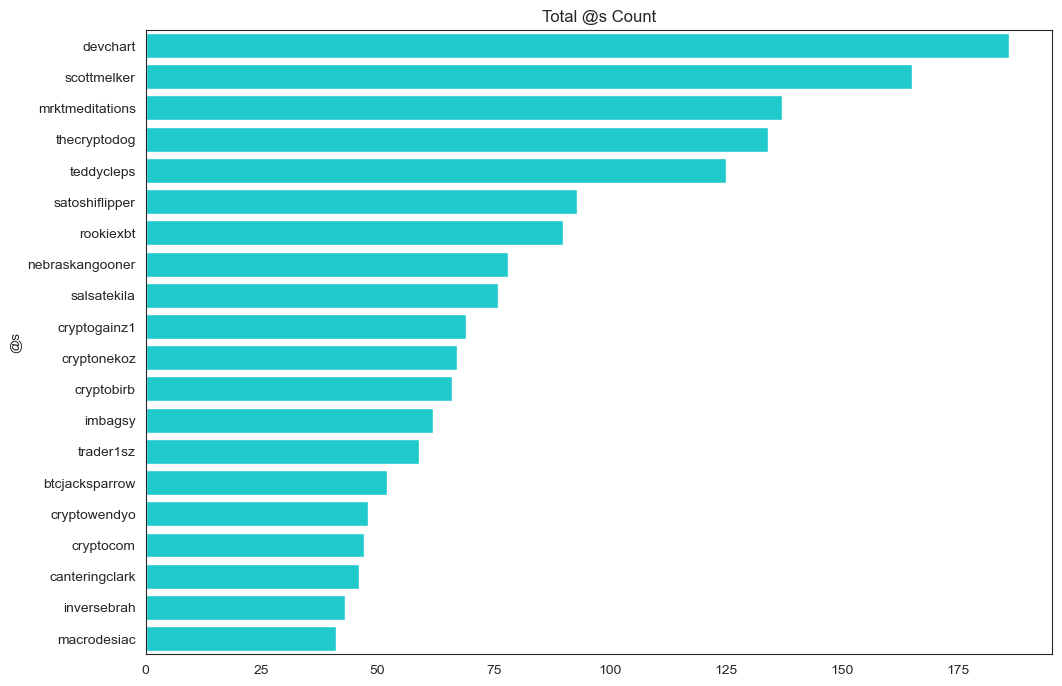 Total @s Count
devchart
scottmelker
mrktmeditations
thecryptodog
teddycleps
satoshiflipper
rookiexbt
nebraskangooner
salsatekila
cryptogainz1
cryptonekoz
cryptobirb
imbagsy
trader1sz
btcjacksparrow
cryptowendyo
cryptocom
canteringclark
inversebrah
macrodesiac
@s
0 25 50 75 100 125 150 175